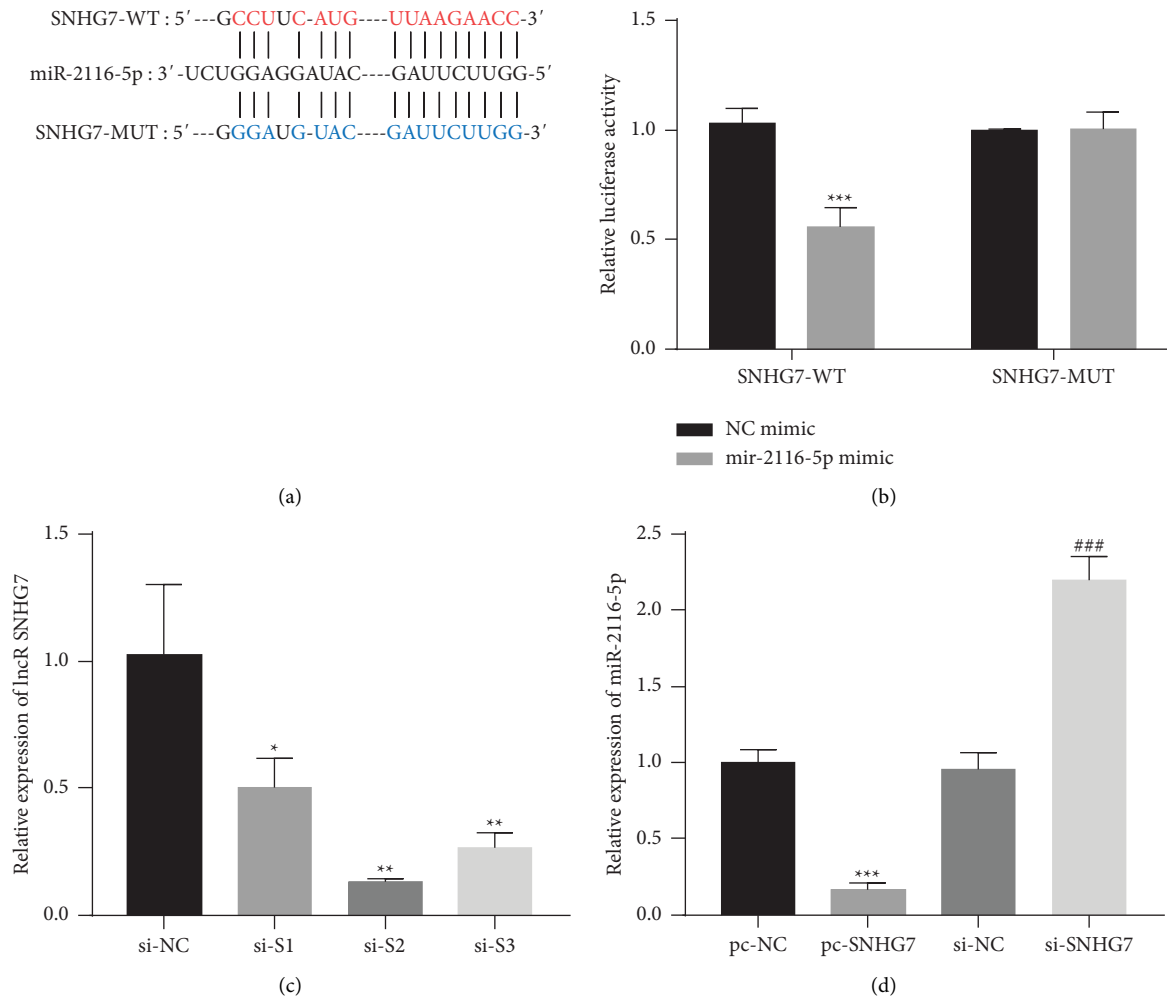 SNHG7-WT : 5′ ---GCCUUC-AUG----UUAAGAACC-3′
miR-2116-5p : 3′ -UCUGGAGGAUAC----GAUUCUUGG-5′
SNHG7-MUT : 5′ ---GGGAUG-UAC----GAUUCUUGG-3′
(a)
Relative luciferase activity
1.5
1.0
0.5
0.0
***
SNHG7-WT
SNHG7-MUT
NC mimic
mir-2116-5p mimic
(b)
Relative expression of lncR SNHG7
1.5
1.0
0.5
0.0
*
**
**
si-NC
si-S1
si-S2
si-S3
(c)
Relative expression of miR-2116-5p
2.5
2.0
1.5
1.0
0.5
0.0
***
###
pc-NC
pc-SNHG7
si-NC
si-SNHG7
(d)